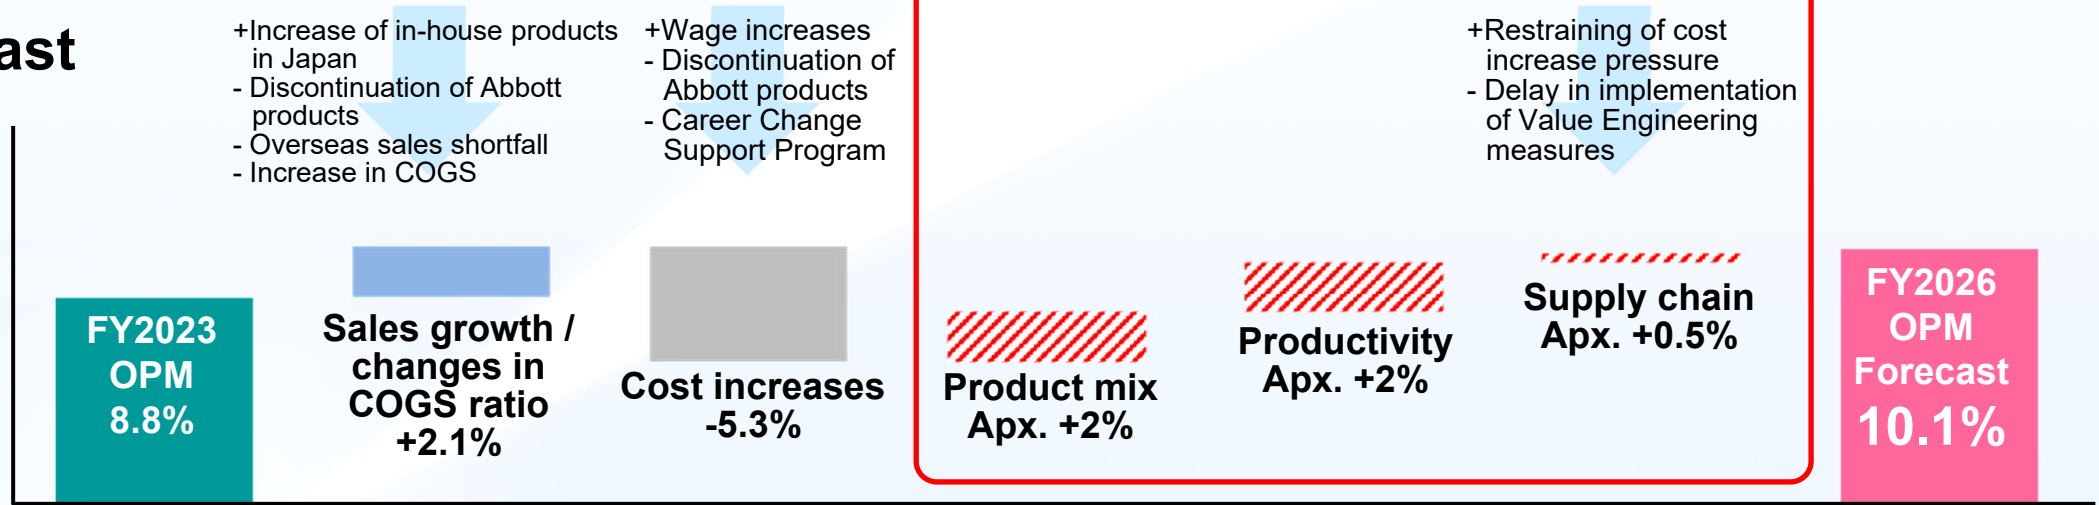 ast
+Increase of in-house products
in Japan
- Discontinuation of Abbott
products
- Overseas sales shortfall
- Increase in COGS
+Wage increases
- Discontinuation of
Abbott products
- Career Change
Support Program
+Restraining of cost
increase pressure
- Delay in implementation
of Value Engineering
measures
FY2023
OPM
8.8%
Sales growth /
changes in
COGS ratio
+2.1%
Cost increases
-5.3%
Product mix
Apx. +2%
Productivity
Apx. +2%
Supply chain
Apx. +0.5%
FY2026
OPM
Forecast
10.1%